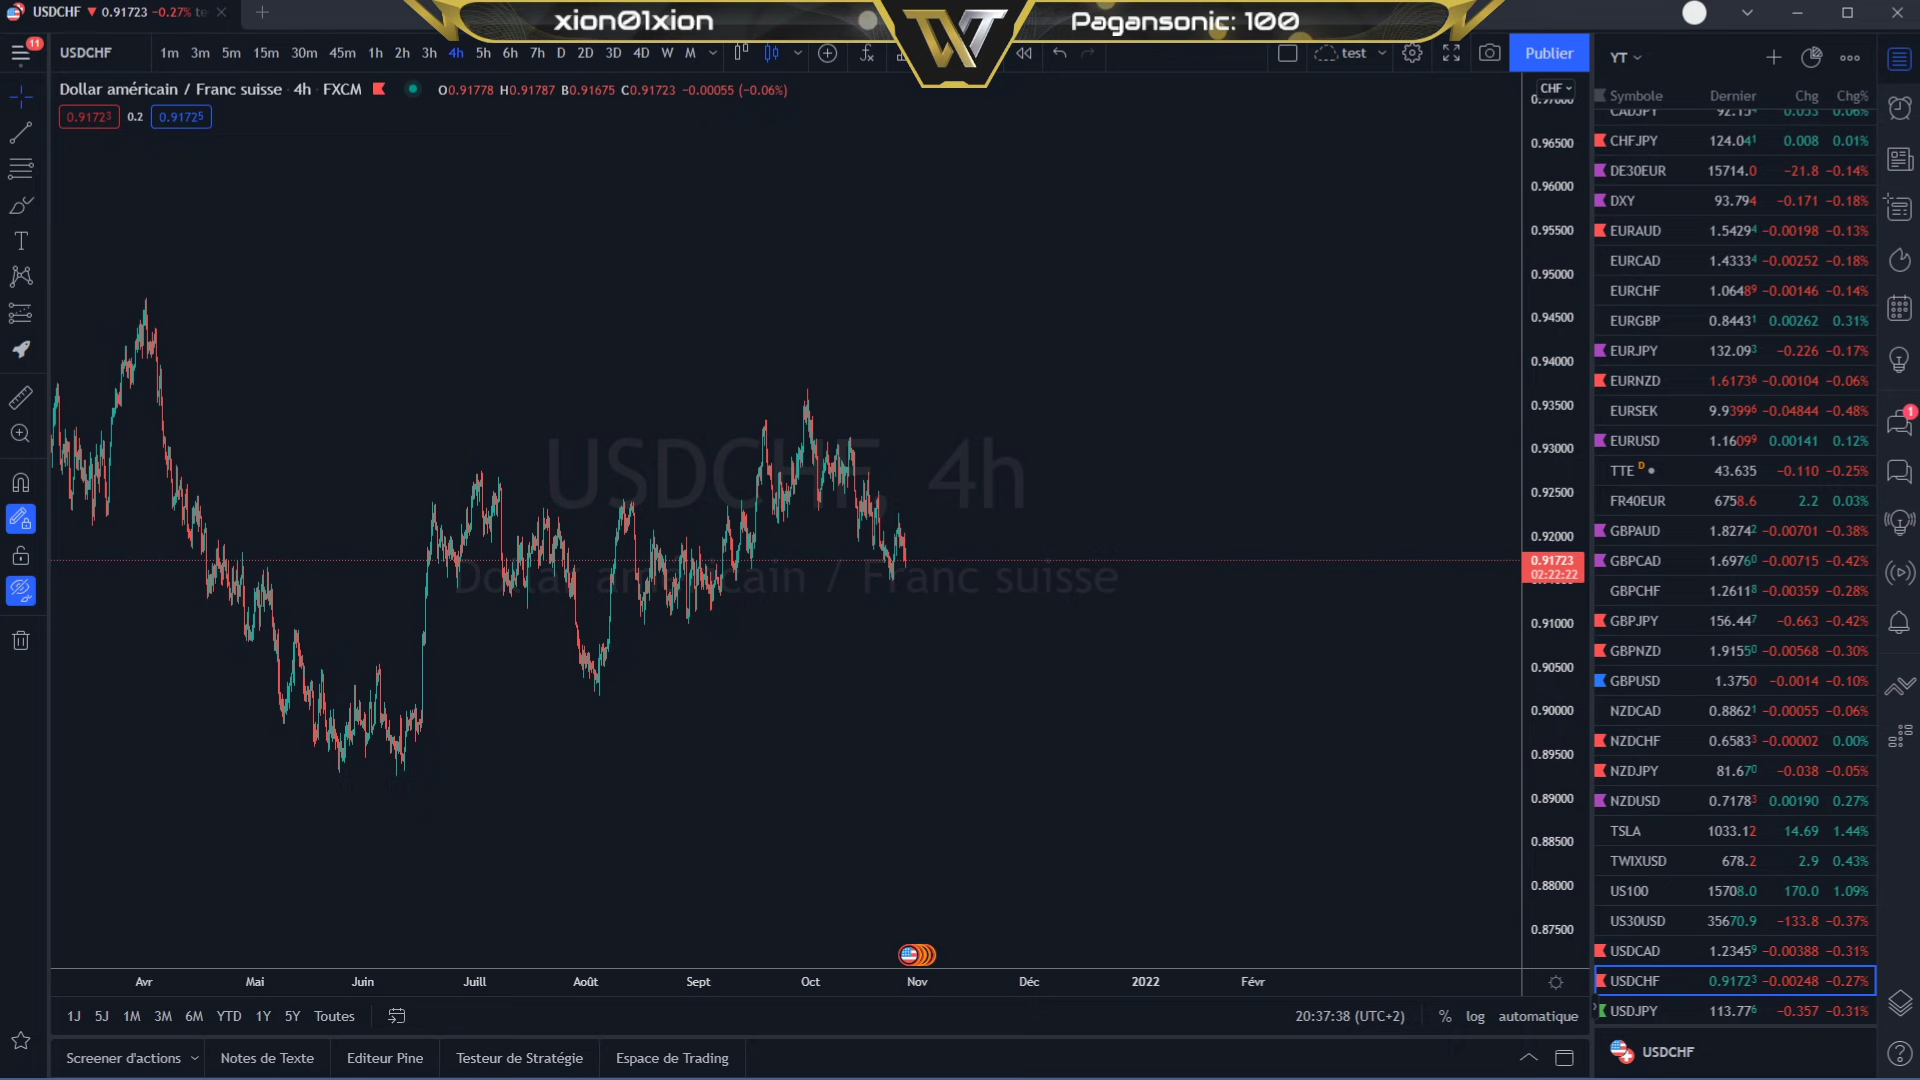 USDCHF ▼ 0.91723 −0.27% te
xion01xion
Pagansonic: 100
11
USDCHF
1m 3m 5m 15m 30m 45m 1h 2h 3h 4h 5h 6h 7h D 2D 3D 4D W M
test
Publier
YT
Dollar américain / Franc suisse 4h FXCM
O0.91778 H0.91787 B0.91675 C0.91723 −0.00055 (−0.06%)
0.91723 0.2 0.91725
CHF
0.97000
0.96500
0.96000
0.95500
0.95000
0.94500
0.94000
0.93500
0.93000
0.92500
0.92000
0.91723
02:22:22
0.91000
0.90500
0.90000
0.89500
0.89000
0.88500
0.88000
0.87500
USDCHF, 4h
Dollar américain / Franc suisse
Avr Mai Juin Juill Août Sept Oct Nov Déc 2022 Févr
1J 5J 1M 3M 6M YTD 1Y 5Y Toutes
20:37:38 (UTC+2) % log automatique
Screener d'actions Notes de Texte Editeur Pine Testeur de Stratégie Espace de Trading
Symbole Dernier Chg Chg%
CADJPY 92.154 0.053 0.06%
CHFJPY 124.041 0.008 0.01%
DE30EUR 15714.0 −21.8 −0.14%
DXY 93.794 −0.171 −0.18%
EURAUD 1.54294 −0.00198 −0.13%
EURCAD 1.43334 −0.00252 −0.18%
EURCHF 1.06489 −0.00146 −0.14%
EURGBP 0.84431 0.00262 0.31%
EURJPY 132.093 −0.226 −0.17%
EURNZD 1.61736 −0.00104 −0.06%
EURSEK 9.93996 −0.04844 −0.48%
EURUSD 1.16099 0.00141 0.12%
TTE D 43.635 −0.110 −0.25%
FR40EUR 6758.6 2.2 0.03%
GBPAUD 1.82742 −0.00701 −0.38%
GBPCAD 1.69760 −0.00715 −0.42%
GBPCHF 1.26118 −0.00359 −0.28%
GBPJPY 156.447 −0.663 −0.42%
GBPNZD 1.91550 −0.00568 −0.30%
GBPUSD 1.3750 −0.0014 −0.10%
NZDCAD 0.88621 −0.00055 −0.06%
NZDCHF 0.65833 −0.00002 0.00%
NZDJPY 81.670 −0.038 −0.05%
NZDUSD 0.71783 0.00190 0.27%
TSLA 1033.12 14.69 1.44%
TWIXUSD 678.2 2.9 0.43%
US100 15708.0 170.0 1.09%
US30USD 35670.9 −133.8 −0.37%
USDCAD 1.23459 −0.00388 −0.31%
USDCHF 0.91723 −0.00248 −0.27%
USDJPY 113.776 −0.357 −0.31%
USDCHF
1